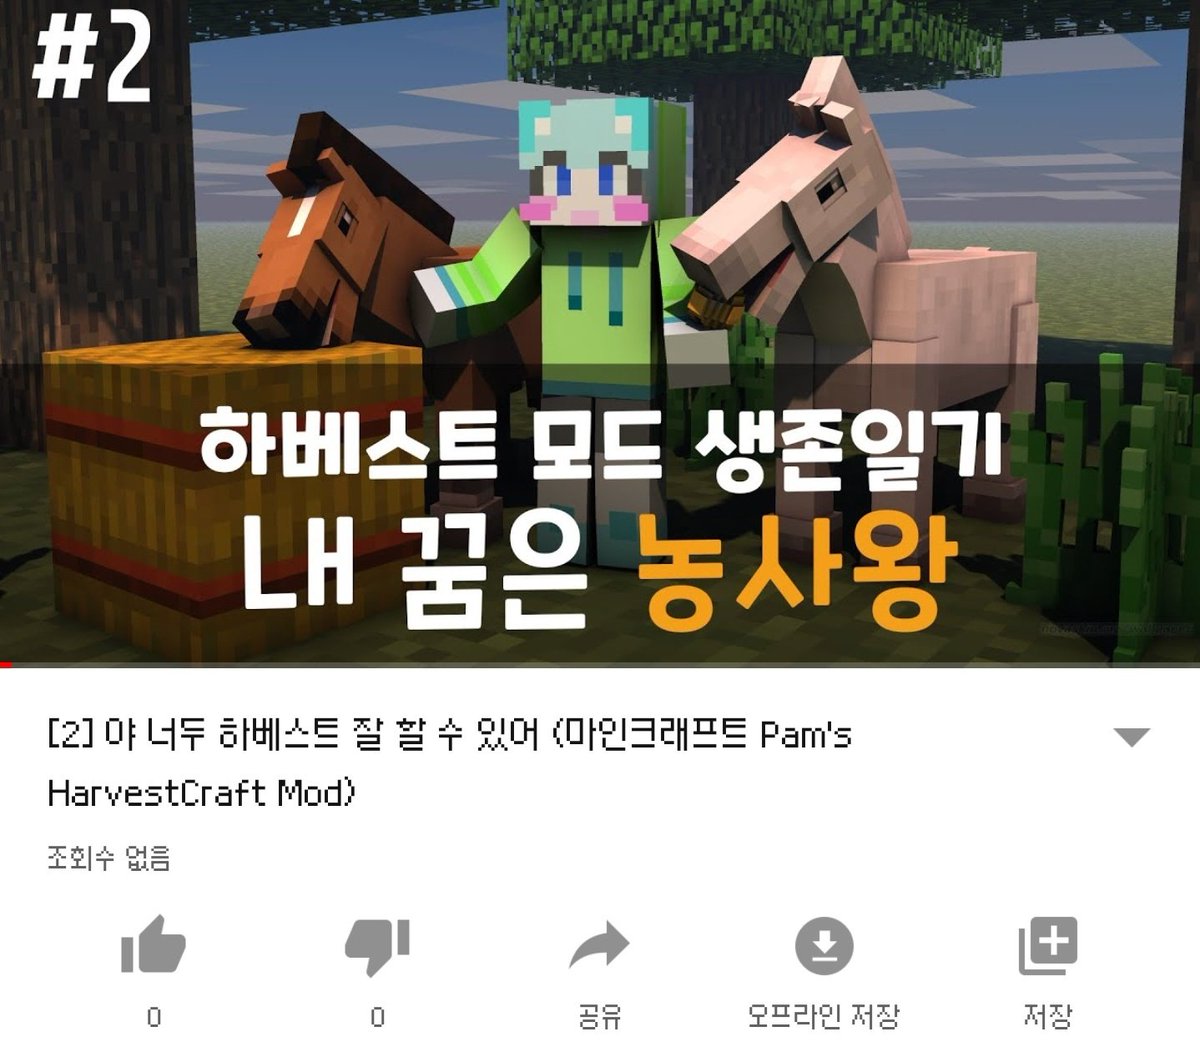 #2
하베스트 모드 생존일기
내 꿈은 농사왕
[2] 야 너두 하베스트 잘 할 수 있어 (마인크래프트 Pam's
HarvestCraft Mod)
조회수 없음
0 0 공유 오프라인 저장 저장